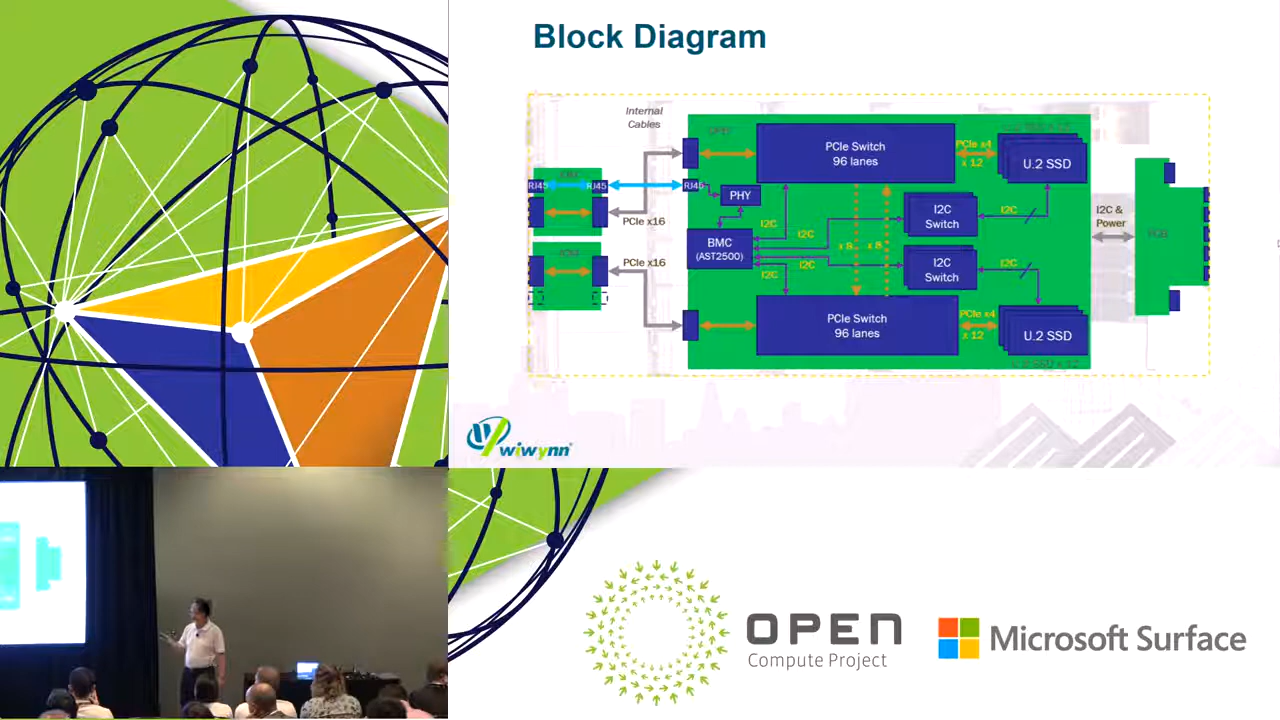 Block Diagram
Internal
Cables
PCIe Switch
96 lanes
PCIe x4
x 12
U.2 SSD
RJ45
RJ45
RJ45
PHY
PCIe x16
I2C
I2C
I2C
Switch
I2C
I2C &
Power
BMC
(AST2500)
x 8
x 8
PCIe x16
I2C
I2C
I2C
Switch
I2C
PCIe Switch
96 lanes
PCIe x4
x 12
U.2 SSD
wiwynn
OPEN
Compute Project
Microsoft Surface